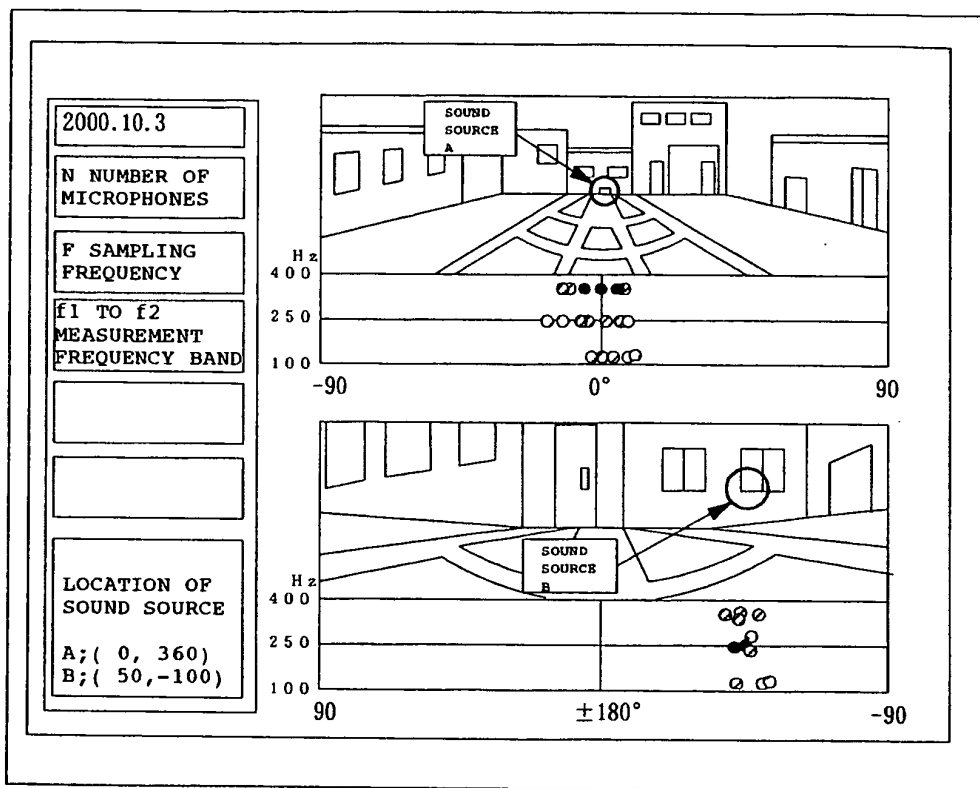 2000.10.3
N NUMBER OF
MICROPHONES
F SAMPLING
FREQUENCY
f1 TO f2
MEASUREMENT
FREQUENCY BAND
LOCATION OF
SOUND SOURCE
A;( 0, 360)
B;( 50,-100)
SOUND
SOURCE
A
Hz
400
250
100
-90 0° 90
SOUND
SOURCE
B
Hz
400
250
100
90 ±180° -90